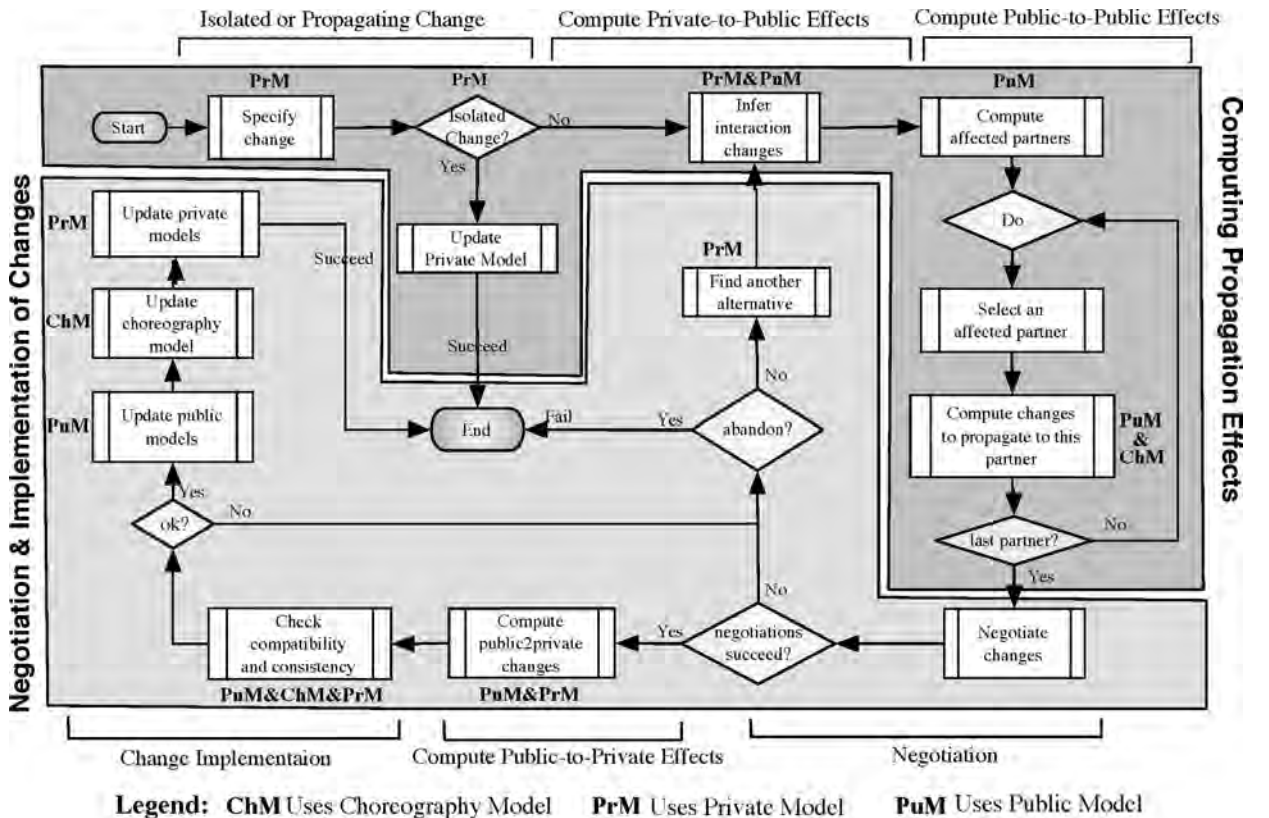 Isolated or Propagating Change
Compute Private-to-Public Effects
Compute Public-to-Public Effects
PrM
PrM
PrM&PuM
PuM
Start
Specify
change
Isolated
Change?
No
Infer
interaction
changes
Compute
affected partners
Yes
Computing Propagation Effects
Negotiation & Implementation of Changes
PrM
Update private
models
Succeed
Update
Private Model
PrM
Do
ChM
Update
choreography
model
Find another
alternative
Select an
affected partner
Succeed
No
PuM
Update public
models
End
Fail
Yes
abandon?
Compute changes
to propagate to this
partner
PuM
&
ChM
Yes
ok?
No
last partner?
No
No
Yes
Check
compatibility
and consistency
Compute
public2private
changes
Yes
negotiations
succeed?
Negotiate
changes
PuM&ChM&PrM
PuM&PrM
Change Implementaion
Compute Public-to-Private Effects
Negotiation
Legend: ChM Uses Choreography Model PrM Uses Private Model PuM Uses Public Model